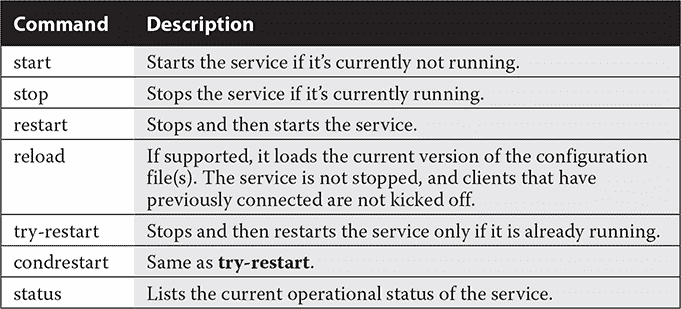 Command Description
start Starts the service if it’s currently not running.
stop Stops the service if it’s currently running.
restart Stops and then starts the service.
reload If supported, it loads the current version of the configuration
file(s). The service is not stopped, and clients that have
previously connected are not kicked off.
try-restart Stops and then restarts the service only if it is already running.
condrestart Same as try-restart.
status Lists the current operational status of the service.